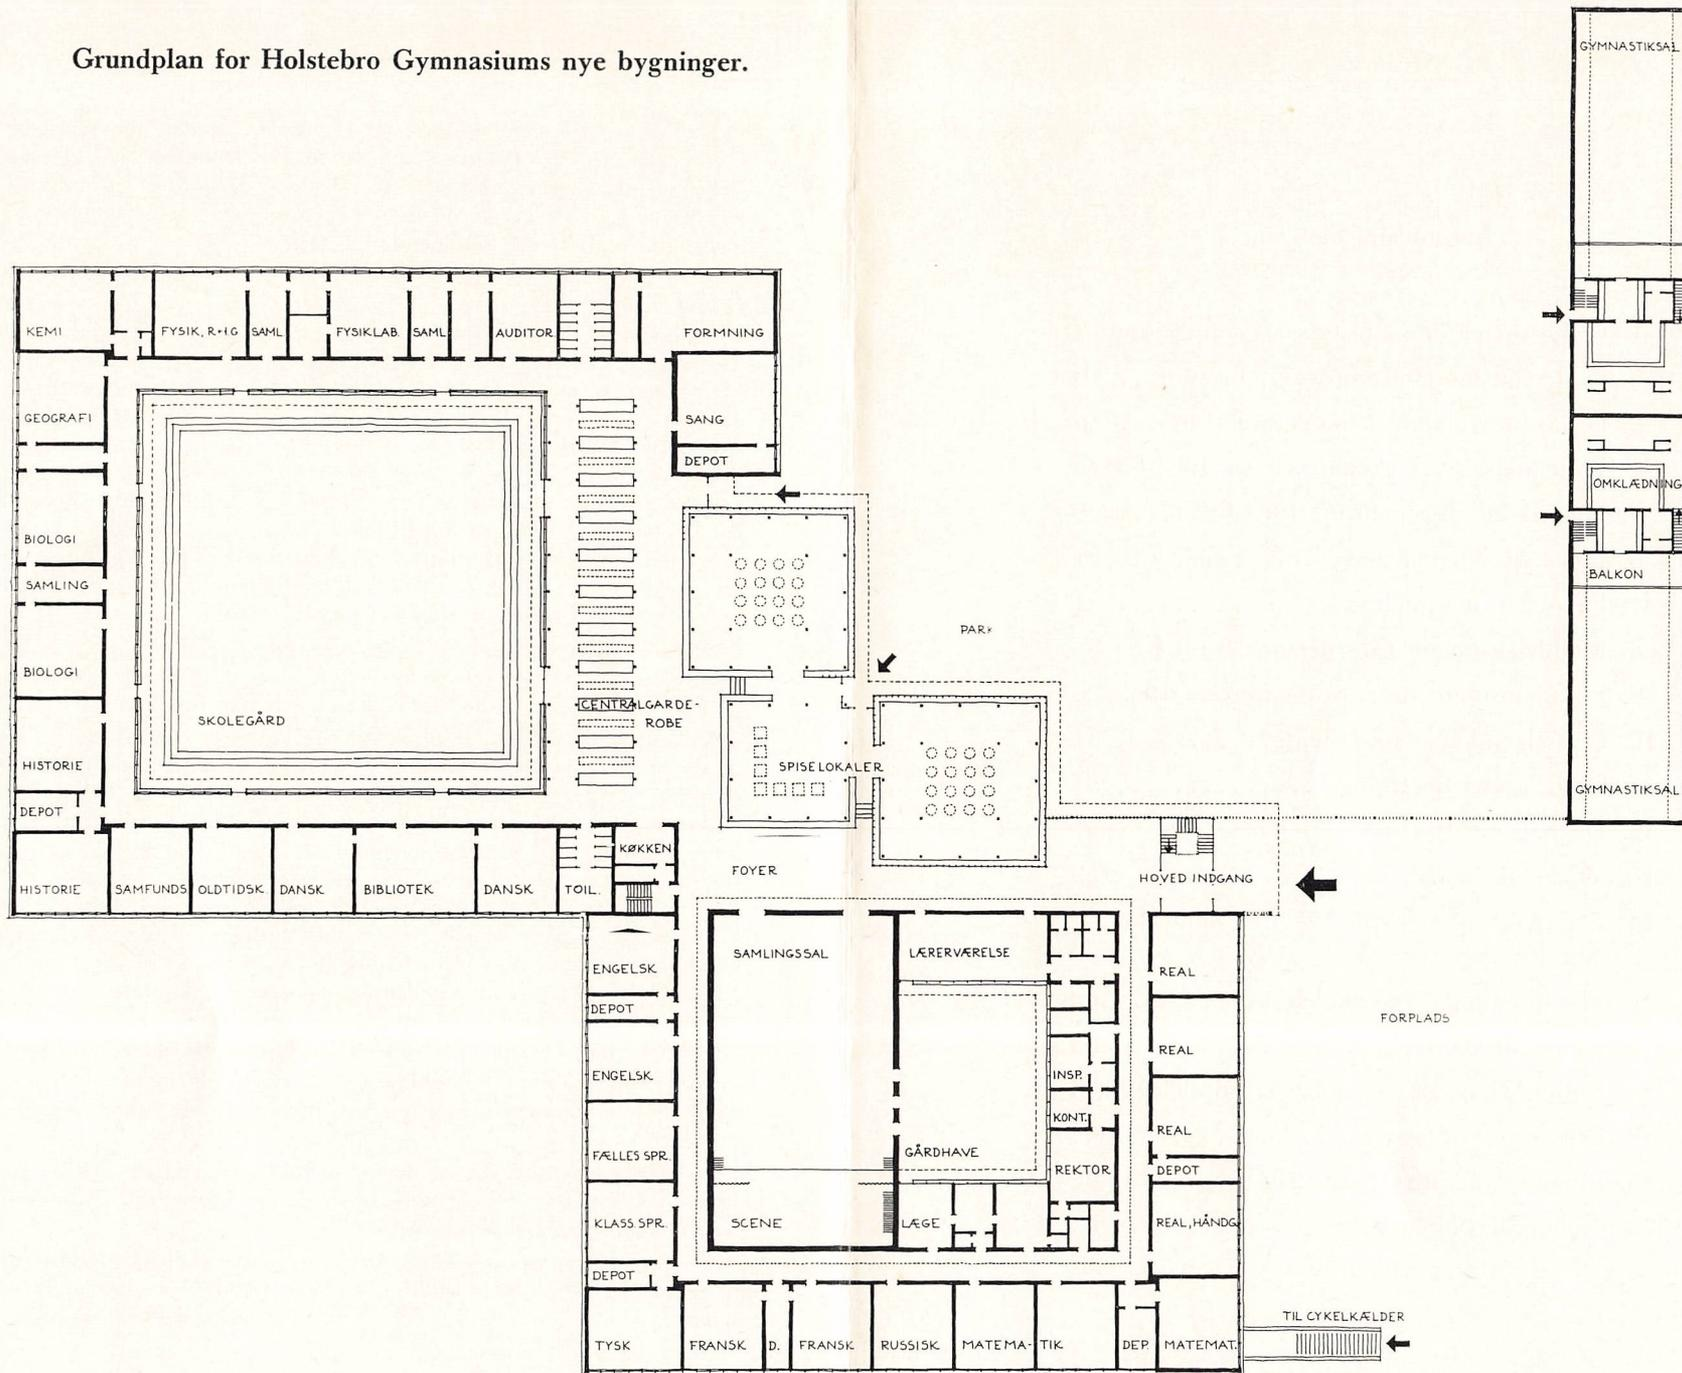 Grundplan for Holstebro Gymnasiums nye bygninger.
GYMNASTIKSAL
KEMI
FYSIK, R+IG
SAML
FYSIKLAB.
SAML
AUDITOR.
FORMNING
GEOGRAFI
SANG
DEPOT
OMKLÆDNING
BIOLOGI
SAMLING
BALKON
BIOLOGI
PARK
SKOLEGÅRD
CENTRALGARDE-
ROBE
HISTORIE
SPISELOKALER
GYMNASTIKSAL
DEPOT
KØKKEN
FOYER
HOVED INDGANG
HISTORIE
SAMFUNDS
OLDTIDSK.
DANSK
BIBLIOTEK
DANSK
TOIL.
ENGELSK
SAMLINGSSAL
LÆRERVÆRELSE
REAL
DEPOT
FORPLADS
REAL
ENGELSK
INSP.
KONT.
REAL
FÆLLES SPR.
GÅRDHAVE
REKTOR
DEPOT
KLASS SPR.
SCENE
LÆGE
REAL, HÅNDG.
DEPOT
TIL CYKELKÆLDER
TYSK
FRANSK
D.
FRANSK
RUSSISK
MATEMA-
TIK
DEP.
MATEMAT.